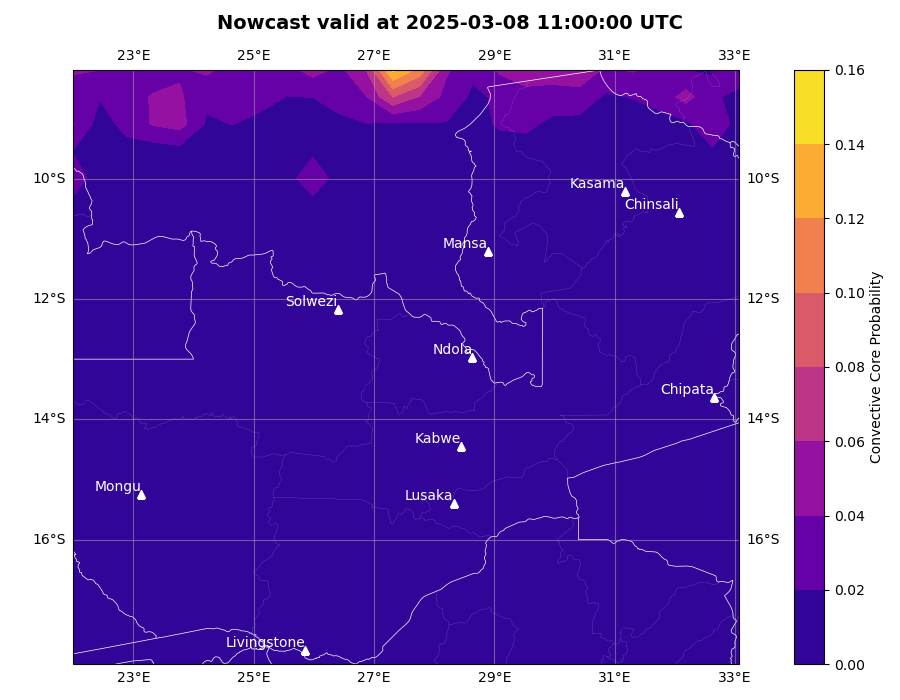 Nowcast valid at 2025-03-08 11:00:00 UTC
23°E 25°E 27°E 29°E 31°E 33°E
0.16
0.14
0.12
0.10
0.08
0.06
0.04
0.02
0.00
Convective Core Probability
10°S 10°S
12°S 12°S
14°S 14°S
16°S 16°S
Kasama
Chinsali
Mansa
Solwezi
Ndola
Chipata
Kabwe
Mongu
Lusaka
Livingstone
23°E 25°E 27°E 29°E 31°E 33°E